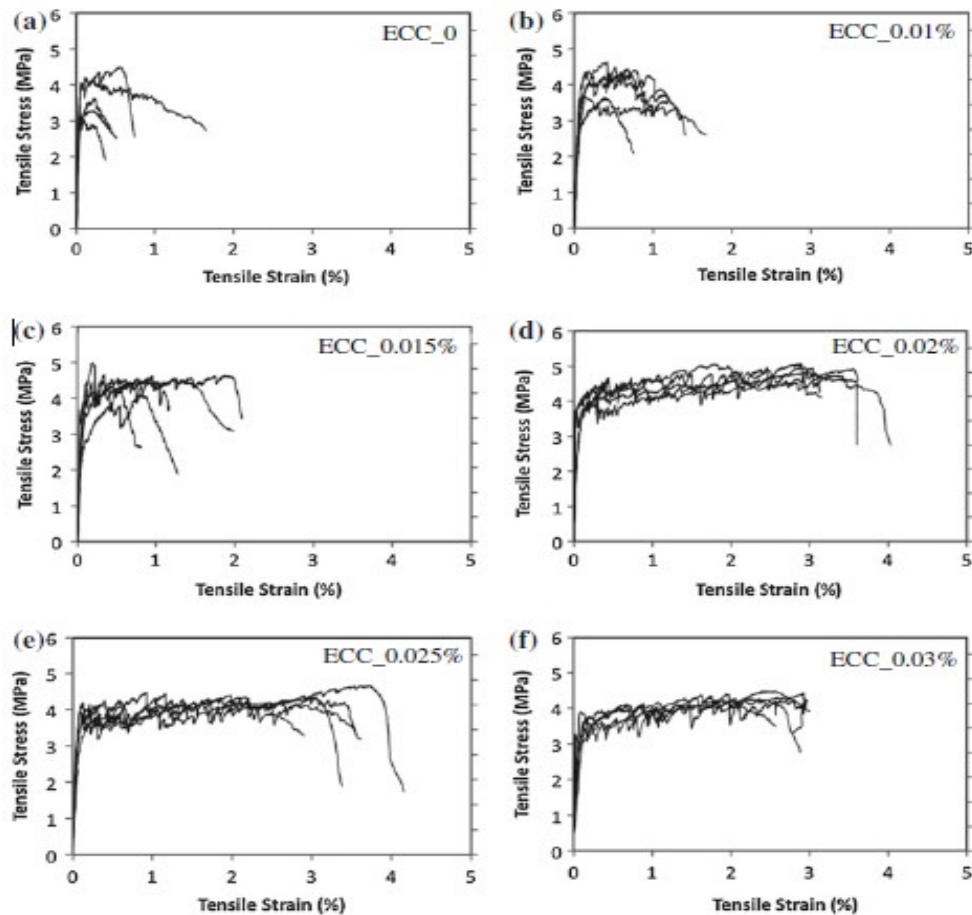 (a)
ECC_0
Tensile Stress (MPa)
6
5
4
3
2
1
0
0 1 2 3 4 5
Tensile Strain (%)
(b)
ECC_0.01%
Tensile Stress (MPa)
6
5
4
3
2
1
0
0 1 2 3 4 5
Tensile Strain (%)
(c)
ECC_0.015%
Tensile Stress (MPa)
6
5
4
3
2
1
0
0 1 2 3 4 5
Tensile Strain (%)
(d)
ECC_0.02%
Tensile Stress (MPa)
6
5
4
3
2
1
0
0 1 2 3 4 5
Tensile Strain (%)
(e)
ECC_0.025%
Tensile Stress (MPa)
6
5
4
3
2
1
0
0 1 2 3 4 5
Tensile Strain (%)
(f)
ECC_0.03%
Tensile Stress (MPa)
6
5
4
3
2
1
0
0 1 2 3 4 5
Tensile Strain (%)